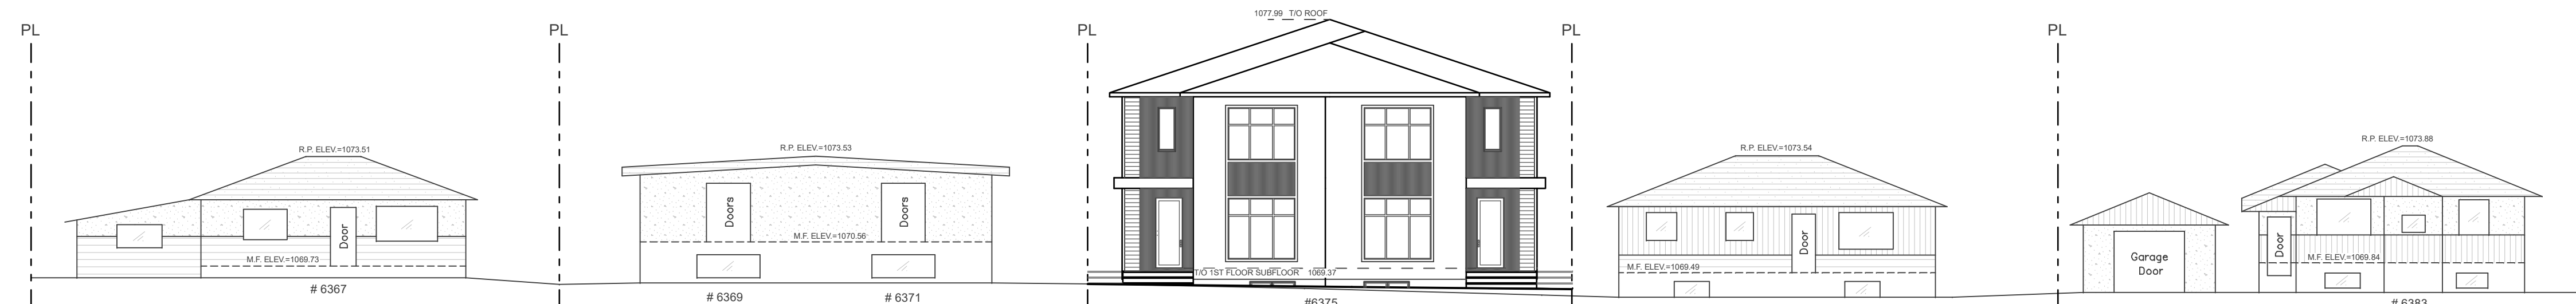 PL
PL
PL
PL
PL
1077.99 T/O ROOF
R.P. ELEV.=1073.51
R.P. ELEV.=1073.53
R.P. ELEV.=1073.54
R.P. ELEV.=1073.88
Door
M.F. ELEV.=1069.73
# 6367
Doors
Doors
M.F. ELEV.=1070.56
# 6369
# 6371
T/O 1ST FLOOR SUBFLOOR 1069.37
#6375
Door
M.F. ELEV.=1069.49
Garage
Door
Door
M.F. ELEV.=1069.84
# 6383